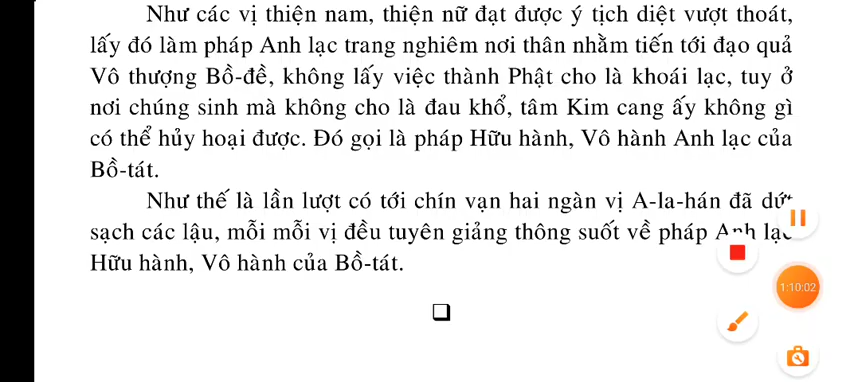 Như các vị thiện nam, thiện nữ đạt được ý tịch diệt vượt thoát,
lấy đó làm pháp Anh lạc trang nghiêm nơi thân nhằm tiến tới đạo quả
Vô thượng Bồ-đề, không lấy việc thành Phật cho là khoái lạc, tuy ở
nơi chúng sinh mà không cho là đau khổ, tâm Kim cang ấy không gì
có thể hủy hoại được. Đó gọi là pháp Hữu hành, Vô hành Anh lạc của
Bồ-tát.
Như thế là lần lượt có tới chín vạn hai ngàn vị A-la-hán đã dứt
sạch các lậu, mỗi mỗi vị đều tuyên giảng thông suốt về pháp Anh lạc
Hữu hành, Vô hành của Bồ-tát.
1:10:02